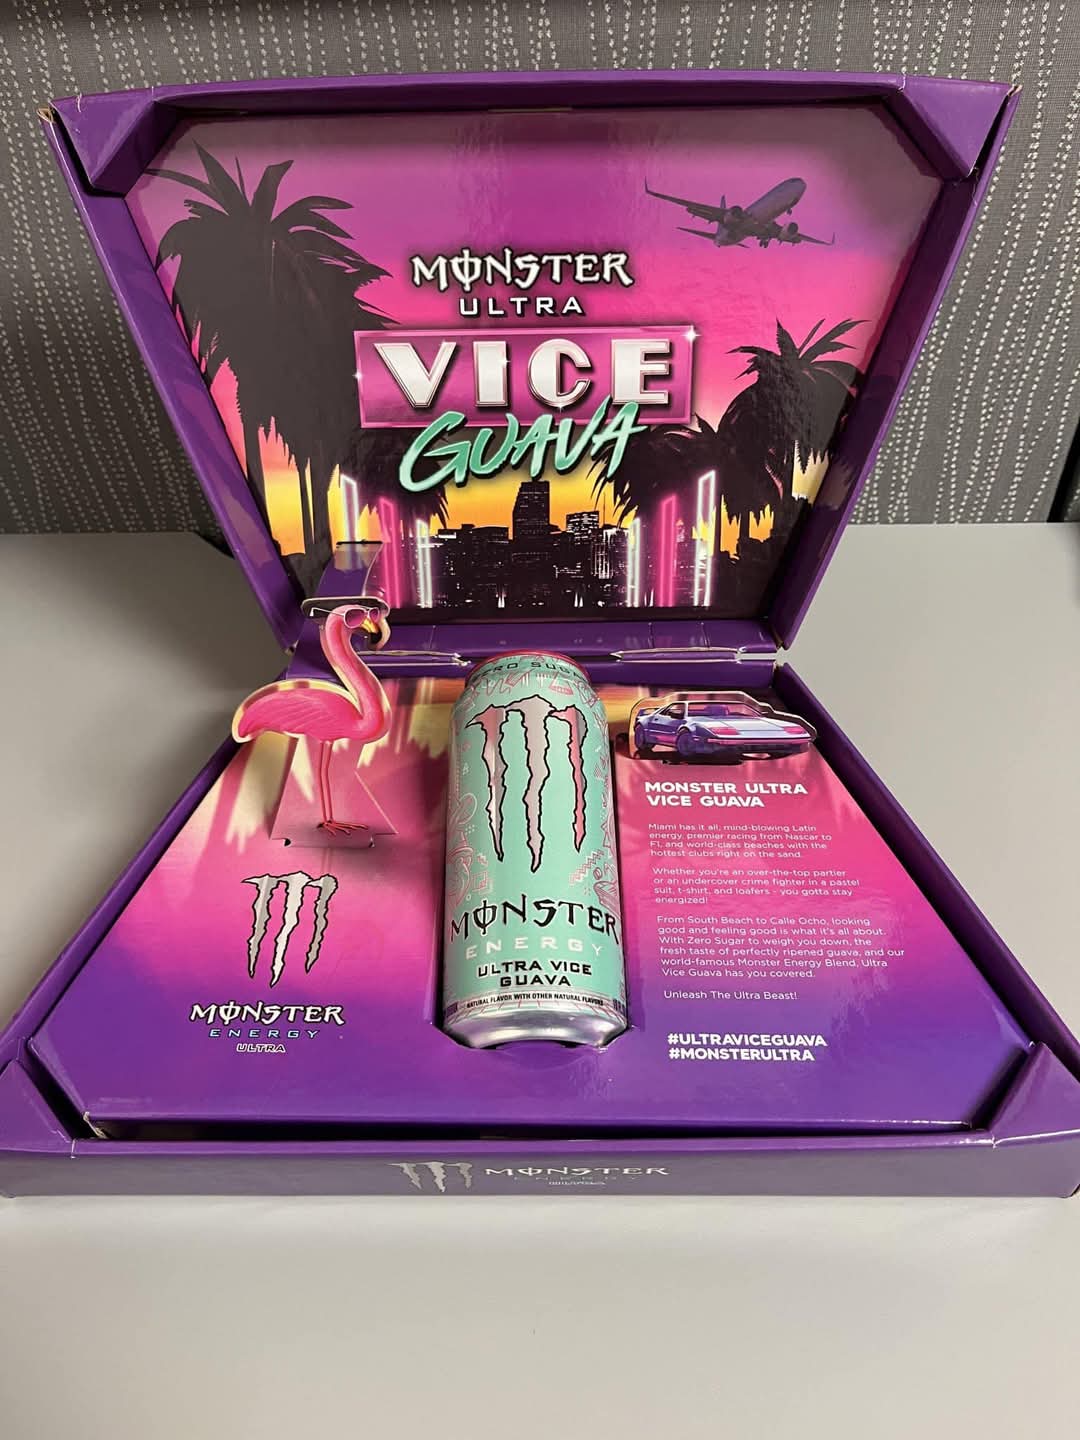 MONSTER
ULTRA
VICE
GUAVA
ZERO SUGAR
MONSTER
ENERGY
ULTRA VICE
GUAVA
NATURAL FLAVOR WITH OTHER NATURAL FLAVORS
MONSTER
ENERGY
ULTRA
MONSTER ULTRA
VICE GUAVA
Miami has it all, mind-blowing Latin
energy, premier racing from Nascar to
F1, and world-class beaches with the
hottest clubs right on the sand.
Whether you're an over-the-top partier
or an undercover crime fighter in a pastel
suit, t-shirt, and loafers - you gotta stay
energized!
From South Beach to Calle Ocho, looking
good and feeling good is what it's all about.
With Zero Sugar to weigh you down, the
fresh taste of perfectly ripened guava, and our
world-famous Monster Energy Blend, Ultra
Vice Guava has you covered.
Unleash The Ultra Beast!
#ULTRAVICEGUAVA
#MONSTERULTRA
MONSTER
ENERGY